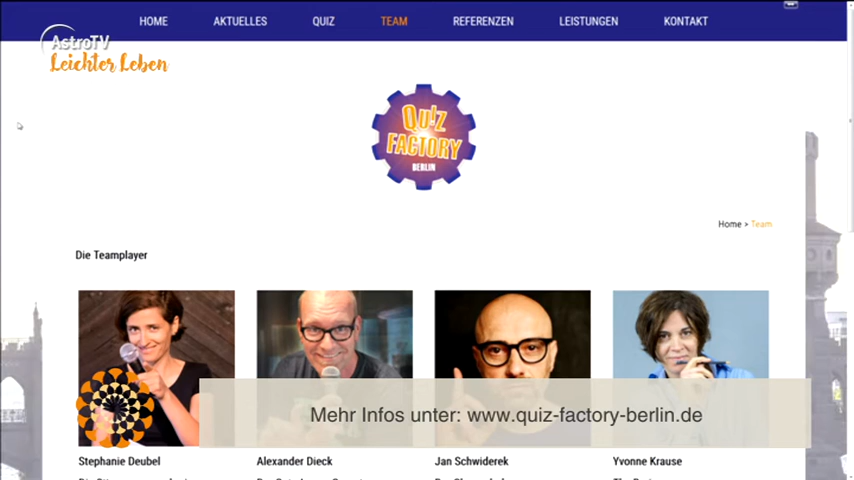 HOME AKTUELLES QUIZ TEAM REFERENZEN LEISTUNGEN KONTAKT
AstroTV
Leichter Leben
QUIZ
FACTORY
BERLIN
Home > Team
Die Teamplayer
Mehr Infos unter: www.quiz-factory-berlin.de
Stephanie Deubel Alexander Dieck Jan Schwiderek Yvonne Krause